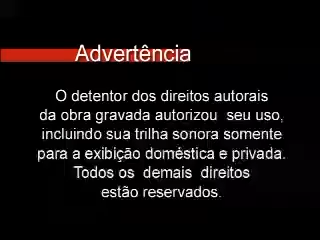 Advertência
O detentor dos direitos autorais
da obra gravada autorizou seu uso,
incluindo sua trilha sonora somente
para a exibição doméstica e privada.
Todos os demais direitos
estão reservados.